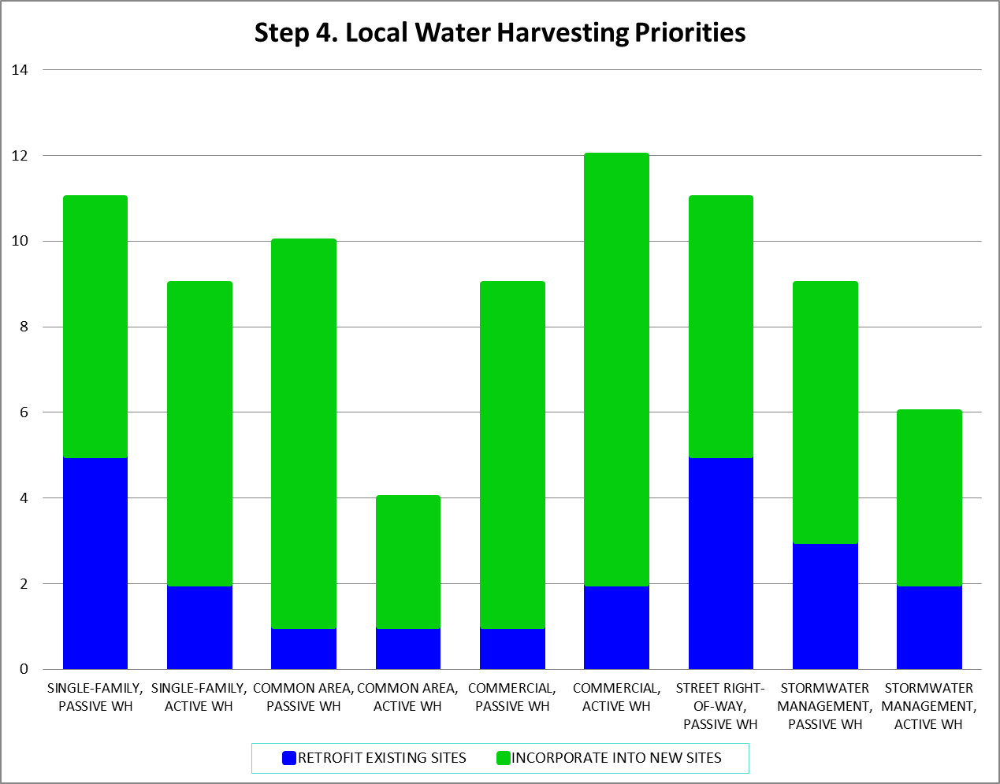 Step 4. Local Water Harvesting Priorities
14
12
10
8
6
4
2
0
SINGLE-FAMILY,
PASSIVE WH
SINGLE-FAMILY,
ACTIVE WH
COMMON AREA,
PASSIVE WH
COMMON AREA,
ACTIVE WH
COMMERCIAL,
PASSIVE WH
COMMERCIAL,
ACTIVE WH
STREET RIGHT-
OF-WAY,
PASSIVE WH
STORMWATER
MANAGEMENT,
PASSIVE WH
STORMWATER
MANAGEMENT,
ACTIVE WH
RETROFIT EXISTING SITES
INCORPORATE INTO NEW SITES